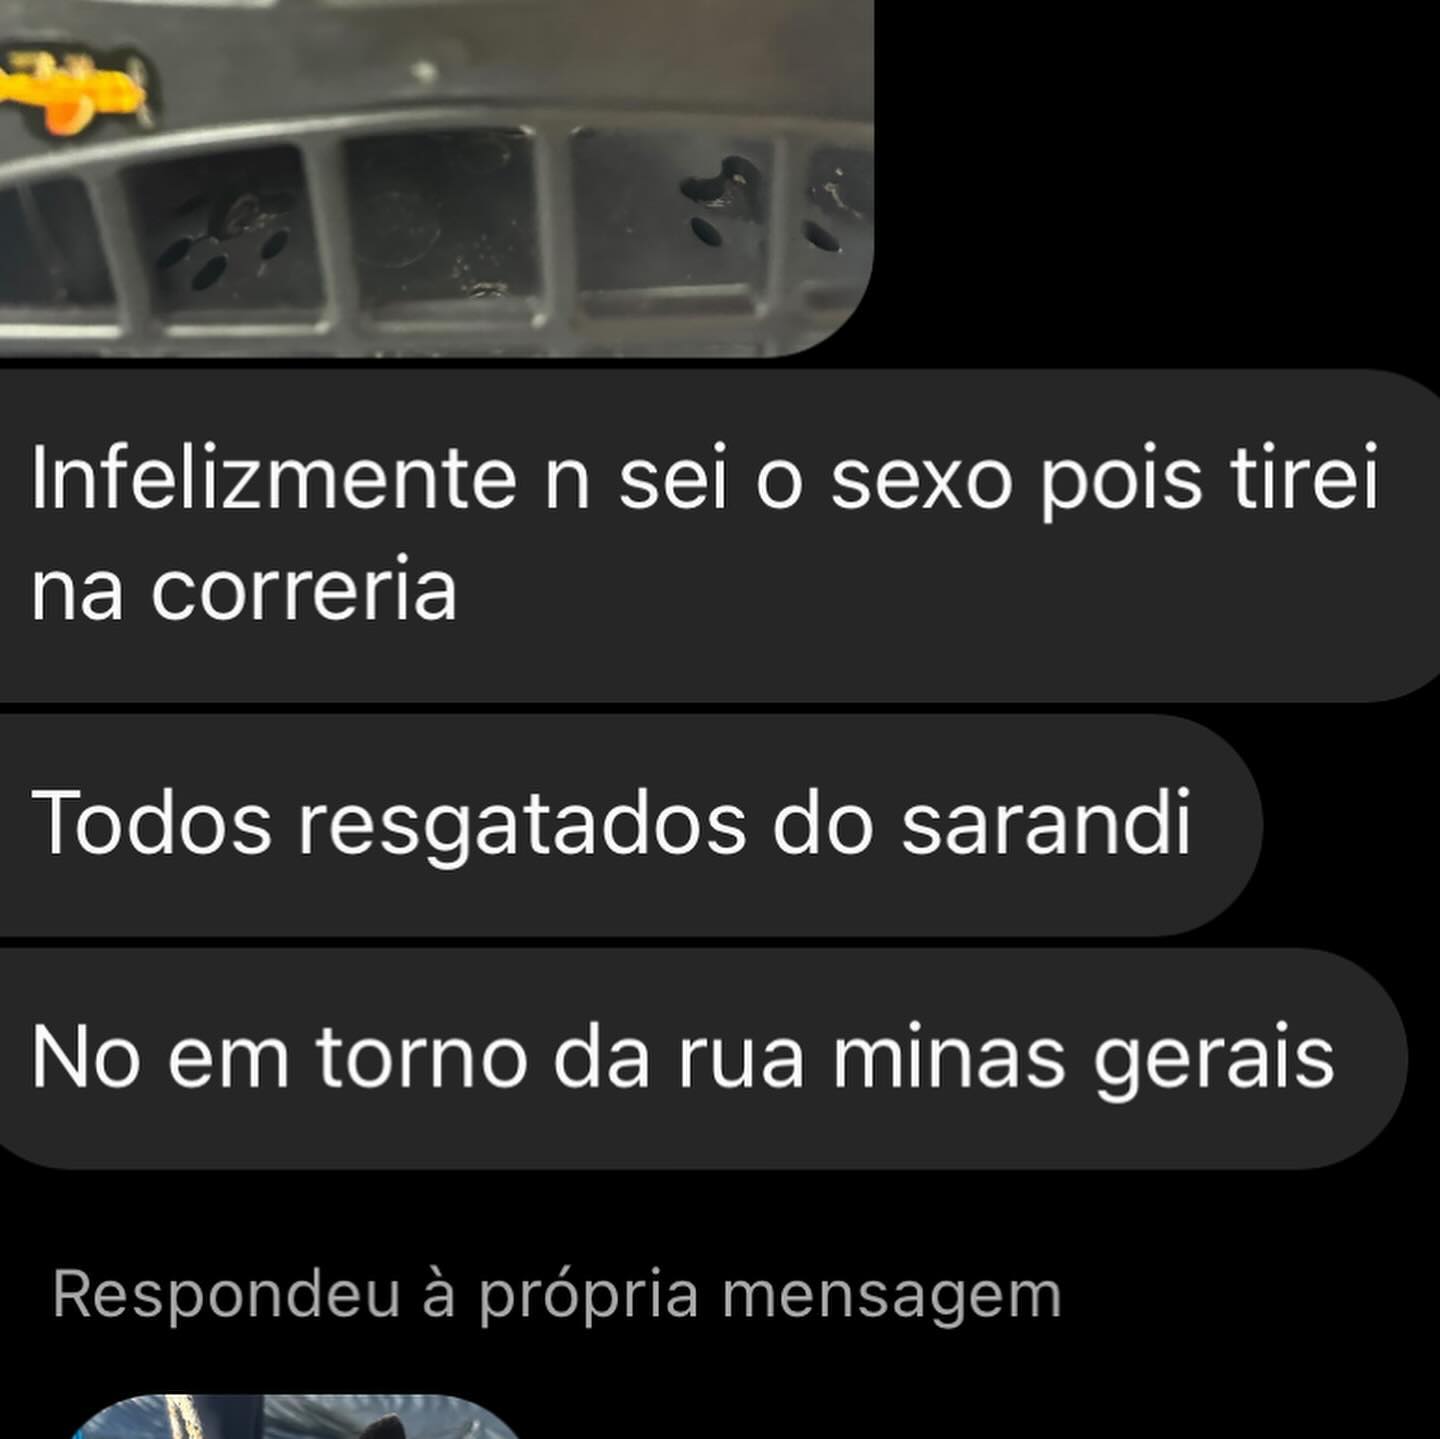 Infelizmente n sei o sexo pois tirei
na correria
Todos resgatados do sarandi
No em torno da rua minas gerais
Respondeu à própria mensagem